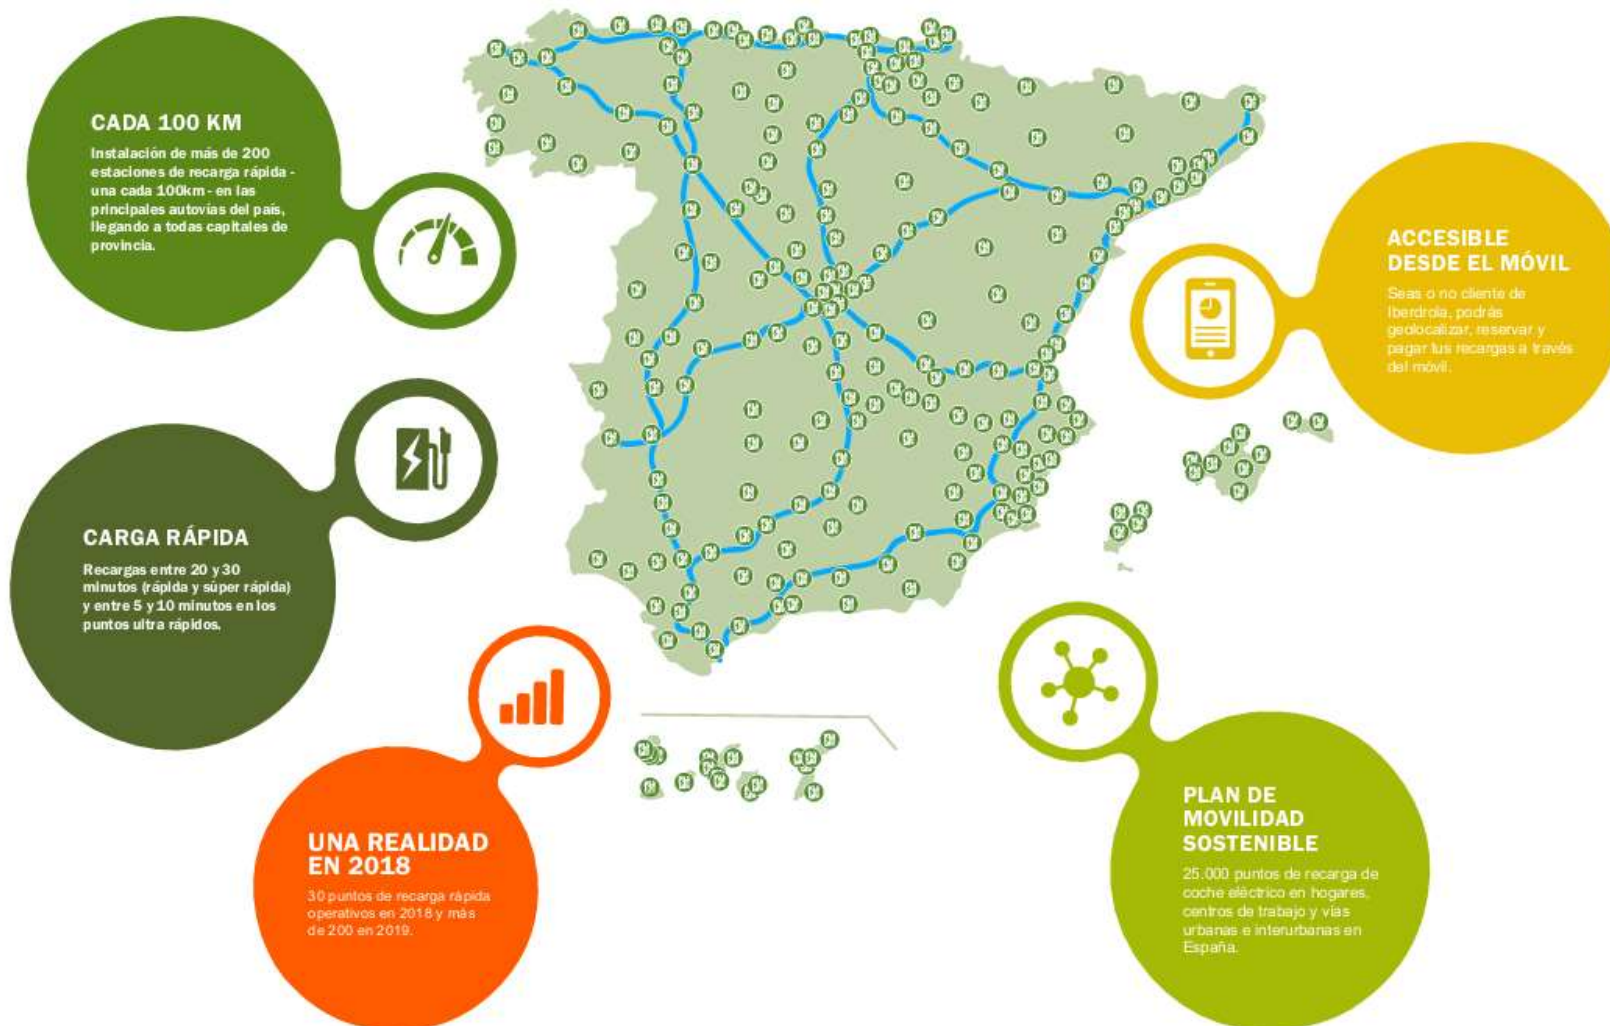 CADA 100 KM
Instalación de más de 200
estaciones de recarga rápida -
una cada 100km - en las
principales autovías del país,
llegando a todas capitales de
provincia.
ACCESIBLE
DESDE EL MÓVIL
Seas o no cliente de
Iberdrola, podrás
geolocalizar, reservar y
pagar tus recargas a través
del móvil.
CARGA RÁPIDA
Recargas entre 20 y 30
minutos (rápida y súper rápida)
y entre 5 y 10 minutos en los
puntos ultra rápidos.
UNA REALIDAD
EN 2018
30 puntos de recarga rápida
operativos en 2018 y más
de 200 en 2019.
PLAN DE
MOVILIDAD
SOSTENIBLE
25.000 puntos de recarga de
coche eléctrico en hogares,
centros de trabajo y vías
urbanas e interurbanas en
España.